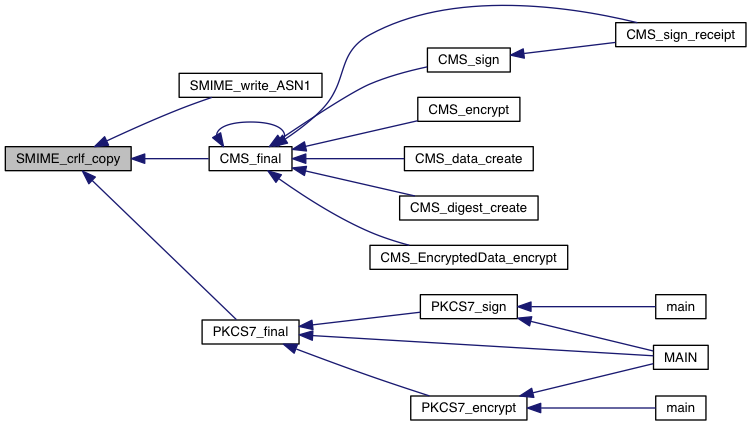 CMS_sign_receipt
CMS_sign
SMIME_write_ASN1
CMS_encrypt
SMIME_crlf_copy
CMS_final
CMS_data_create
CMS_digest_create
CMS_EncryptedData_encrypt
PKCS7_sign
main
PKCS7_final
MAIN
PKCS7_encrypt
main